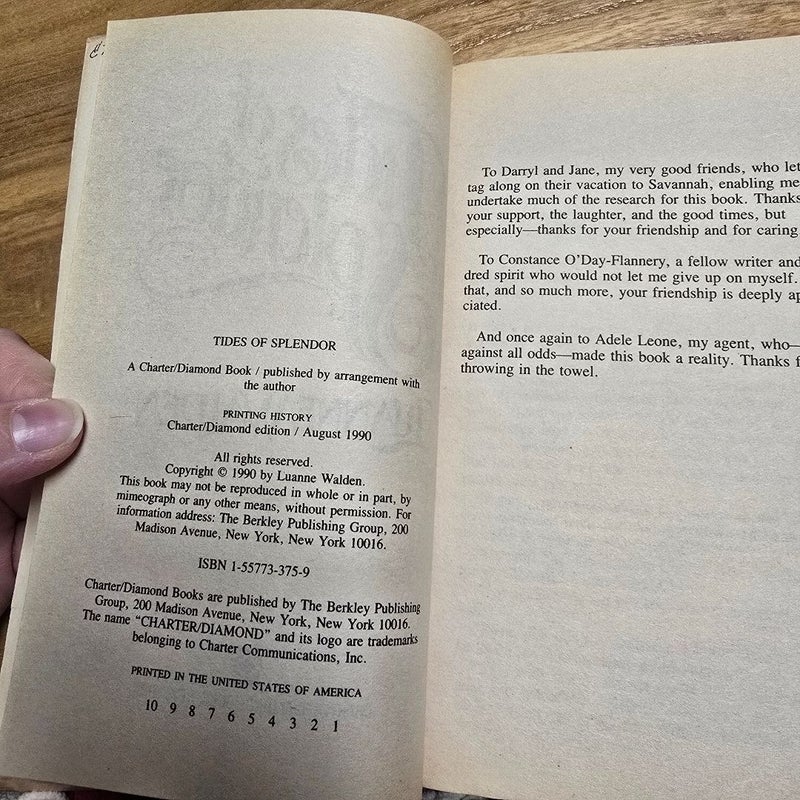 TIDES OF SPLENDOR
A Charter/Diamond Book / published by arrangement with
the author
PRINTING HISTORY
Charter/Diamond edition / August 1990
All rights reserved.
Copyright © 1990 by Luanne Walden.
This book may not be reproduced in whole or in part, by
mimeograph or any other means, without permission. For
information address: The Berkley Publishing Group, 200
Madison Avenue, New York, New York 10016.
ISBN 1-55773-375-9
Charter/Diamond Books are published by The Berkley Publishing
Group, 200 Madison Avenue, New York, New York 10016.
The name "CHARTER/DIAMOND" and its logo are trademarks
belonging to Charter Communications, Inc.
PRINTED IN THE UNITED STATES OF AMERICA
10 9 8 7 6 5 4 3 2 1
To Darryl and Jane, my very good friends, who let
tag along on their vacation to Savannah, enabling me
undertake much of the research for this book. Thanks
your support, the laughter, and the good times, but
especially—thanks for your friendship and for caring
To Constance O'Day-Flannery, a fellow writer and
dred spirit who would not let me give up on myself.
that, and so much more, your friendship is deeply ap
ciated.
And once again to Adele Leone, my agent, who—
against all odds—made this book a reality. Thanks f
throwing in the towel.